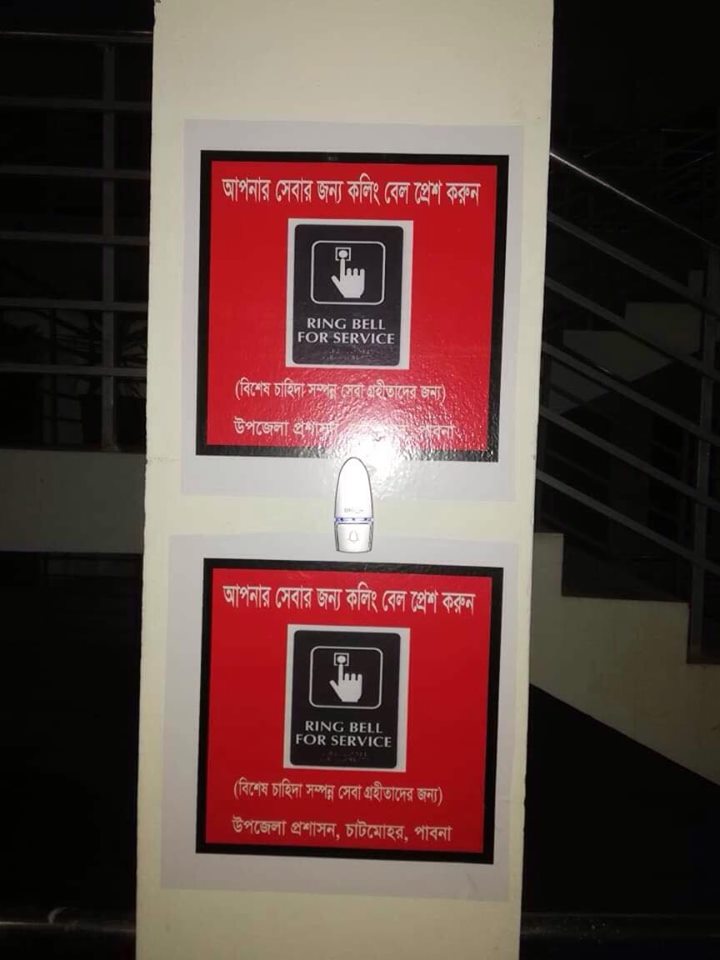 আপনার সেবার জন্য কলিং বেল প্রেশ করুন
RING BELL
FOR SERVICE
(বিশেষ চাহিদা সম্পন্ন সেবা গ্রহীতাদের জন্য)
উপজেলা প্রশাসন, পাবনা
আপনার সেবার জন্য কলিং বেল প্রেশ করুন
RING BELL
FOR SERVICE
(বিশেষ চাহিদা সম্পন্ন সেবা গ্রহীতাদের জন্য)
উপজেলা প্রশাসন, চাটমোহর, পাবনা